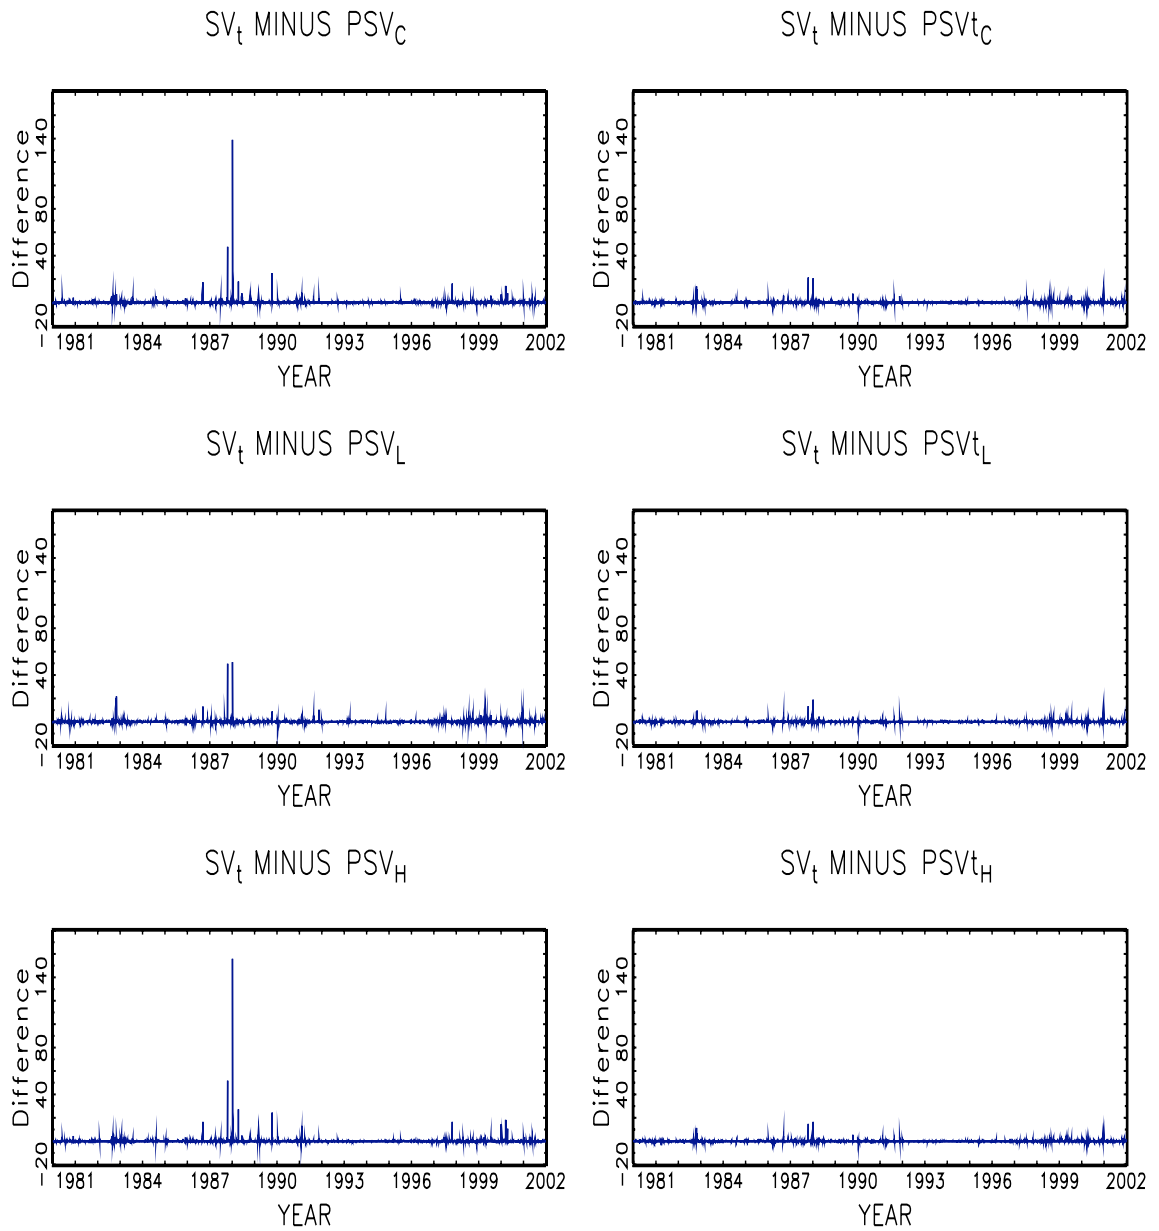 SVt MINUS PSVC
SVt MINUS PSVtC
Difference
140
80
40
-20
1981 1984 1987 1990 1993 1996 1999 2002
YEAR
Difference
140
80
40
-20
1981 1984 1987 1990 1993 1996 1999 2002
YEAR
SVt MINUS PSVL
SVt MINUS PSVtL
Difference
140
80
40
-20
1981 1984 1987 1990 1993 1996 1999 2002
YEAR
Difference
140
80
40
-20
1981 1984 1987 1990 1993 1996 1999 2002
YEAR
SVt MINUS PSVH
SVt MINUS PSVtH
Difference
140
80
40
-20
1981 1984 1987 1990 1993 1996 1999 2002
YEAR
Difference
140
80
40
-20
1981 1984 1987 1990 1993 1996 1999 2002
YEAR